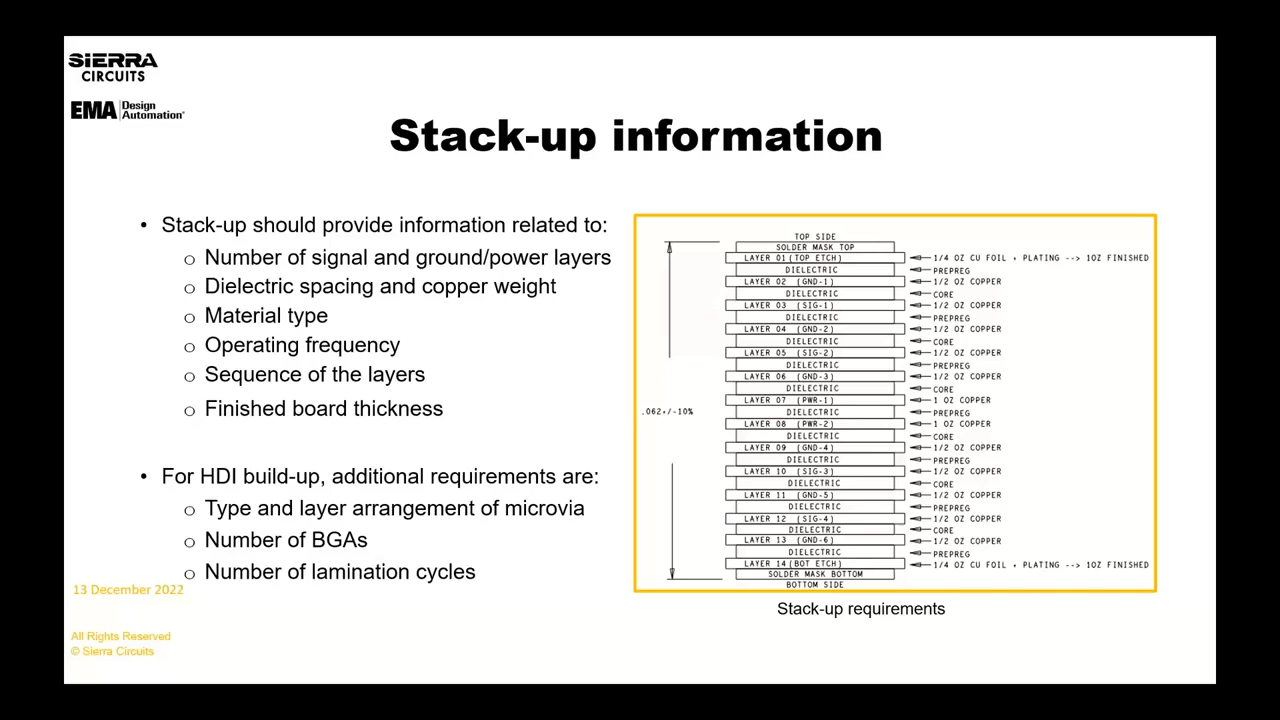 SIERRA
CIRCUITS
EMA Design
Automation®
Stack-up information
• Stack-up should provide information related to:
o Number of signal and ground/power layers
o Dielectric spacing and copper weight
o Material type
o Operating frequency
o Sequence of the layers
o Finished board thickness
• For HDI build-up, additional requirements are:
o Type and layer arrangement of microvia
o Number of BGAs
o Number of lamination cycles
13 December 2022
All Rights Reserved
© Sierra Circuits
TOP SIDE
SOLDER MASK TOP
LAYER 01(TOP ETCH) 1/4 OZ CU FOIL + PLATING --> 1OZ FINISHED
DIELECTRIC PREPREG
LAYER 02 (GND-1) 1/2 OZ COPPER
DIELECTRIC CORE
LAYER 03 (SIG-1) 1/2 OZ COPPER
DIELECTRIC PREPREG
LAYER 04 (GND-2) 1/2 OZ COPPER
DIELECTRIC CORE
LAYER 05 (SIG-2) 1/2 OZ COPPER
DIELECTRIC PREPREG
LAYER 06 (GND-3) 1/2 OZ COPPER
DIELECTRIC CORE
LAYER 07 (PWR-1) 1 OZ COPPER
.062+/-10% DIELECTRIC PREPREG
LAYER 08 (PWR-2) 1 OZ COPPER
DIELECTRIC CORE
LAYER 09 (GND-4) 1/2 OZ COPPER
DIELECTRIC PREPREG
LAYER 10 (SIG-3) 1/2 OZ COPPER
DIELECTRIC CORE
LAYER 11 (GND-5) 1/2 OZ COPPER
DIELECTRIC PREPREG
LAYER 12 (SIG-4) 1/2 OZ COPPER
DIELECTRIC CORE
LAYER 13 (GND-6) 1/2 OZ COPPER
DIELECTRIC PREPREG
LAYER 14(BOT ETCH) 1/4 OZ CU FOIL + PLATING --> 1OZ FINISHED
SOLDER MASK BOTTOM
BOTTOM SIDE
Stack-up requirements